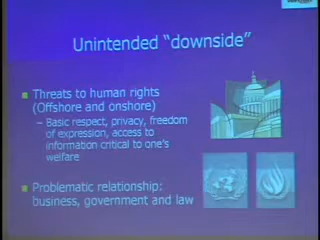 Unintended “downside”
Threats to human rights
(Offshore and onshore)
– Basic respect, privacy, freedom
of expression, access to
information critical to one's
welfare
Problematic relationship:
business, government and law